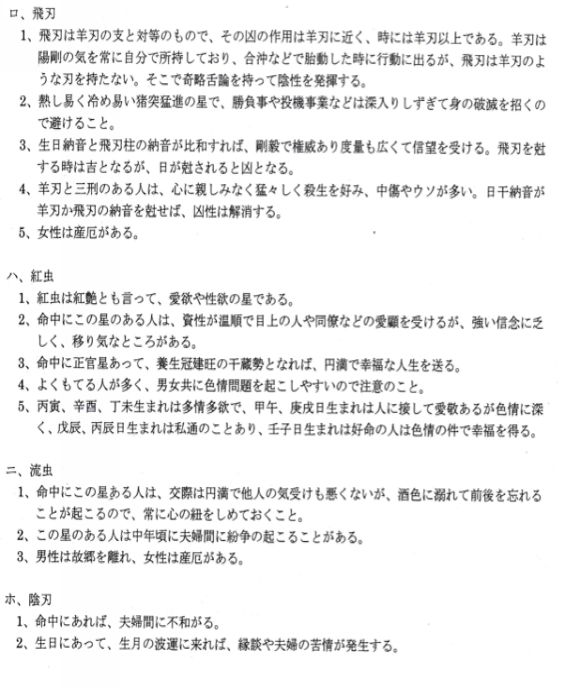 ロ、飛刃
1、飛刃は羊刃の支と対等のもので、その凶の作用は羊刃に近く、時には羊刃以上である。羊刃は
陽剛の気を常に自分で所持しており、合沖などで胎動した時に行動に出るが、飛刃は羊刃のよ
うな刃を持たない。そこで奇略舌論を持って陰性を発揮する。
2、熱し易く冷め易い猪突猛進の星で、勝負事や投機事業などは深入りしずぎて身の破滅を招くの
で避けること。
3、生日納音と飛刃柱の納音が比和すれば、剛毅で権威あり度量も広くて信望を受ける。飛刃を尅
する時は吉となるが、日が尅されると凶となる。
4、羊刃と三刑のある人は、心に親しみなく猛々しく殺生を好み、中傷やウソが多い。日干納音が
羊刃か飛刃の納音を尅せば、凶性は解消する。
5、女性は産厄がある。
ハ、紅虫
1、紅虫は紅艶とも言って、愛欲や性欲の星である。
2、命中にこの星のある人は、資性が温順で目上の人や同僚などの愛顧を受けるが、強い信念に乏
しく、移り気なところがある。
3、命中に正官星あって、養生冠建旺の干蔵勢となれば、円満で幸福な人生を送る。
4、よくもてる人が多く、男女共に色情問題を起こしやすいので注意のこと。
5、丙寅、辛酉、丁未生まれは多情多欲で、甲午、庚戌日生まれは人に接して愛敬あるが色情に深
く、戊辰、丙辰日生まれは私通のことあり、壬子日生まれは好命の人は色情の件で幸福を得る。
ニ、流虫
1、命中にこの星ある人は、交際は円満で他人の気受けも悪くないが、酒色に溺れて前後を忘れる
ことが起こるので、常に心の紐をしめておくこと。
2、この星のある人は中年頃に夫婦間に紛争の起こることがある。
3、男性は故郷を離れ、女性は産厄がある。
ホ、陰刃
1、命中にあれば、夫婦間に不和がる。
2、生日にあって、生月の波運に来れば、縁談や夫婦の苦情が発生する。